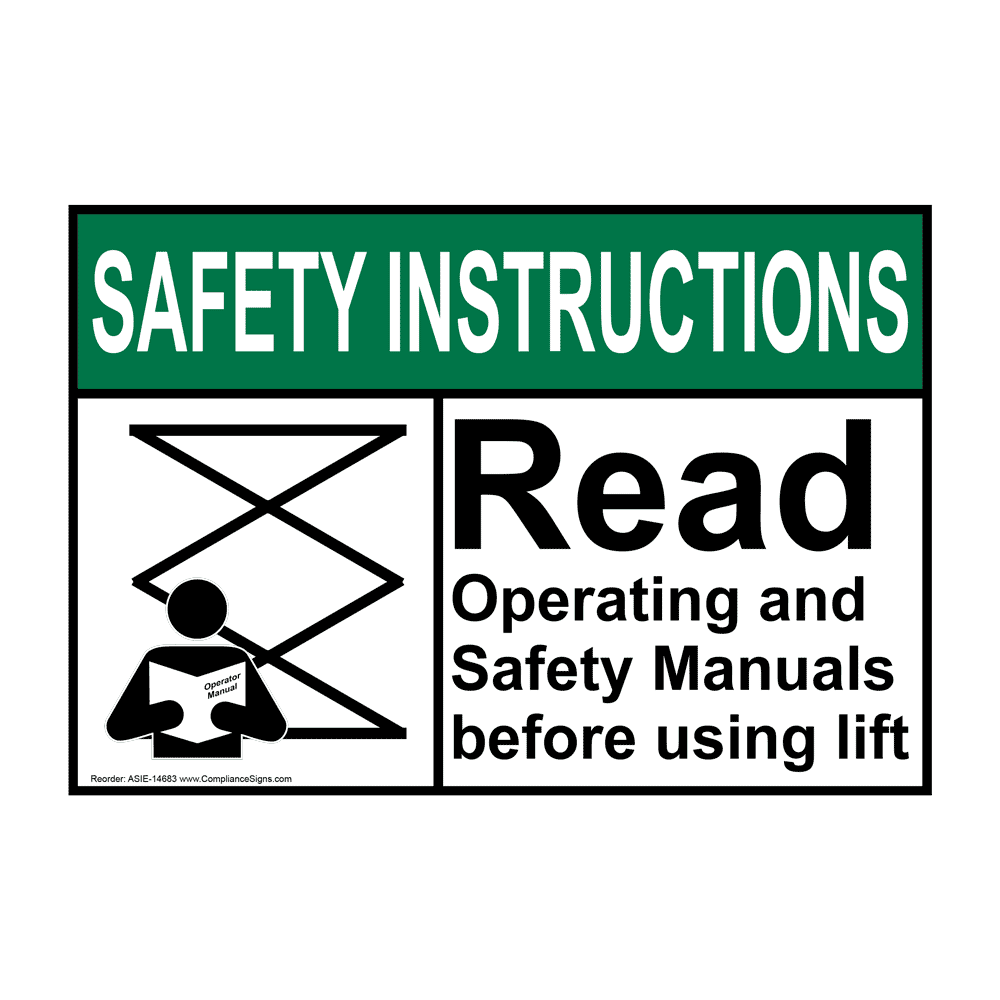 SAFETY INSTRUCTIONS
Read
Operating and
Safety Manuals
before using lift
Operator
Manual
Reorder: ASIE-14683 www.ComplianceSigns.com